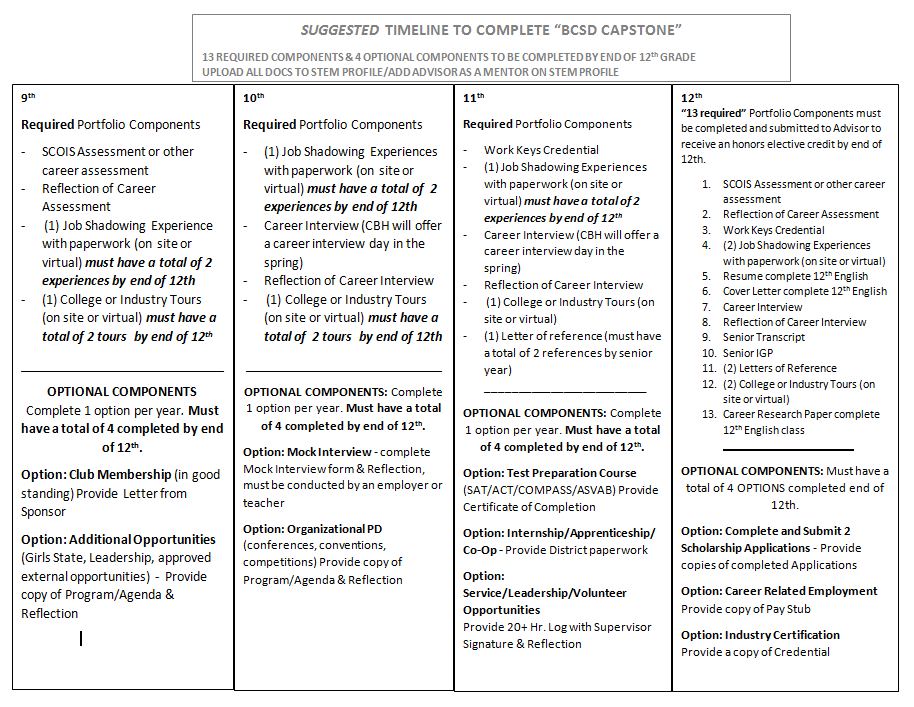 SUGGESTED TIMELINE TO COMPLETE “BCSD CAPSTONE”
13 REQUIRED COMPONENTS & 4 OPTIONAL COMPONENTS TO BE COMPLETED BY END OF 12th GRADE
UPLOAD ALL DOCS TO STEM PROFILE/ADD ADVISOR AS A MENTOR ON STEM PROFILE
9th
Required Portfolio Components
- SCOIS Assessment or other
career assessment
- Reflection of Career
Assessment
- (1) Job Shadowing Experience
with paperwork (on site or
virtual) must have a total of 2
experiences by end of 12th
- (1) College or Industry Tours
(on site or virtual) must have a
total of 2 tours by end of 12th
OPTIONAL COMPONENTS
Complete 1 option per year. Must
have a total of 4 completed by end
of 12th.
Option: Club Membership (in good
standing) Provide Letter from
Sponsor
Option: Additional Opportunities
(Girls State, Leadership, approved
external opportunities) - Provide
copy of Program/Agenda &
Reflection
10th
Required Portfolio Components
- (1) Job Shadowing Experiences
with paperwork (on site or
virtual) must have a total of 2
experiences by end of 12th
- Career Interview (CBH will offer
a career interview day in the
spring)
- Reflection of Career Interview
- (1) College or Industry Tours
(on site or virtual) must have a
total of 2 tours by end of 12th
OPTIONAL COMPONENTS: Complete
1 option per year. Must have a total
of 4 completed by end of 12th.
Option: Mock Interview - complete
Mock Interview form & Reflection,
must be conducted by an employer or
teacher
Option: Organizational PD
(conferences, conventions,
competitions) Provide copy of
Program/Agenda & Reflection
11th
Required Portfolio Components
- Work Keys Credential
- (1) Job Shadowing Experiences
with paperwork (on site or
virtual) must have a total of 2
experiences by end of 12th
- Career Interview (CBH will offer a
career interview day in the
spring)
- Reflection of Career Interview
- (1) College or Industry Tours (on
site or virtual)
- (1) Letter of reference (must have
a total of 2 references by senior
year)
OPTIONAL COMPONENTS: Complete
1 option per year. Must have a total
of 4 completed by end of 12th.
Option: Test Preparation Course
(SAT/ACT/COMPASS/ASVAB) Provide
Certificate of Completion
Option: Internship/Apprenticeship/
Co-Op - Provide District paperwork
Option:
Service/Leadership/Volunteer
Opportunities
Provide 20+ Hr. Log with Supervisor
Signature & Reflection
12th
“13 required” Portfolio Components must
be completed and submitted to Advisor to
receive an honors elective credit by end of
12th.
1. SCOIS Assessment or other career
assessment
2. Reflection of Career Assessment
3. Work Keys Credential
4. (2) Job Shadowing Experiences
with paperwork (on site or virtual)
5. Resume complete 12th English
6. Cover Letter complete 12th English
7. Career Interview
8. Reflection of Career Interview
9. Senior Transcript
10. Senior IGP
11. (2) Letters of Reference
12. (2) College or Industry Tours (on
site or virtual)
13. Career Research Paper complete
12th English class
OPTIONAL COMPONENTS: Must have a
total of 4 OPTIONS completed end of
12th.
Option: Complete and Submit 2
Scholarship Applications - Provide
copies of completed Applications
Option: Career Related Employment
Provide copy of Pay Stub
Option: Industry Certification
Provide a copy of Credential